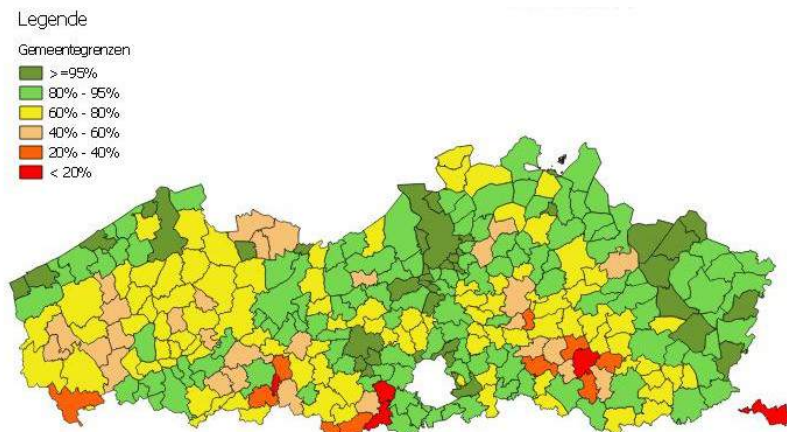 Legende
Gemeentegrenzen
>=95%
80% - 95%
60% - 80%
40% - 60%
20% - 40%
< 20%